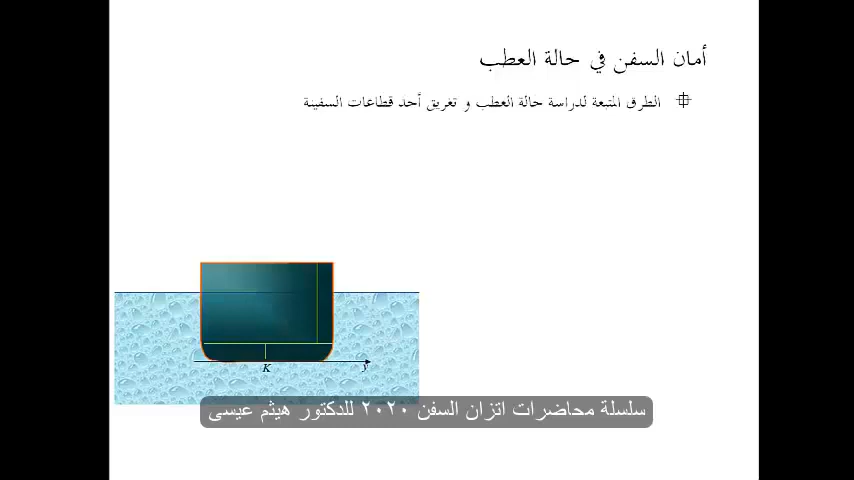 أمان السفن في حالة العطب
الطرق المتبعة لدراسة حالة العطب و تغريق أحد قطاعات السفينة
K
y
سلسلة محاضرات اتزان السفن ٢٠٢٠ للدكتور هيثم عيسى